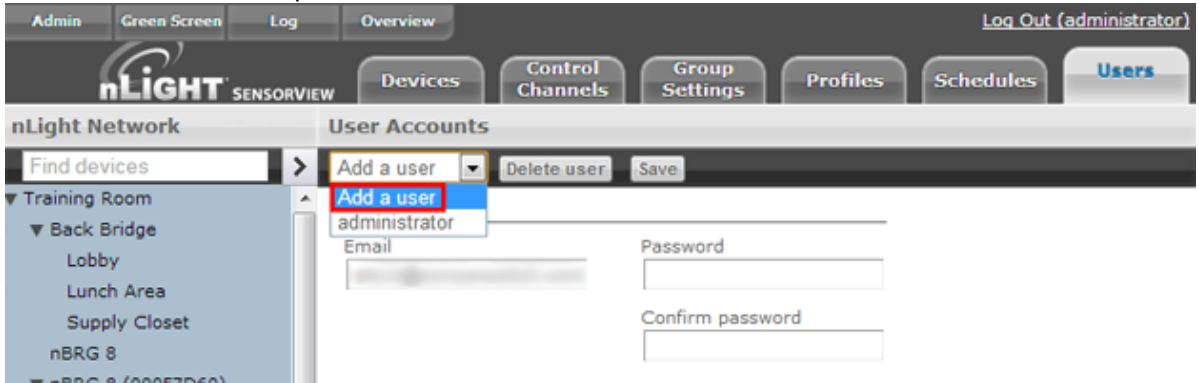 Admin Green Screen Log Overview Log Out (administrator)
nLIGHT SENSORVIEW
Devices
Control Channels
Group Settings
Profiles
Schedules
Users
nLight Network
User Accounts
Find devices >
Add a user Delete user Save
Add a user
administrator
Training Room
Back Bridge
Lobby
Lunch Area
Supply Closet
nBRG 8
Email
Password
Confirm password